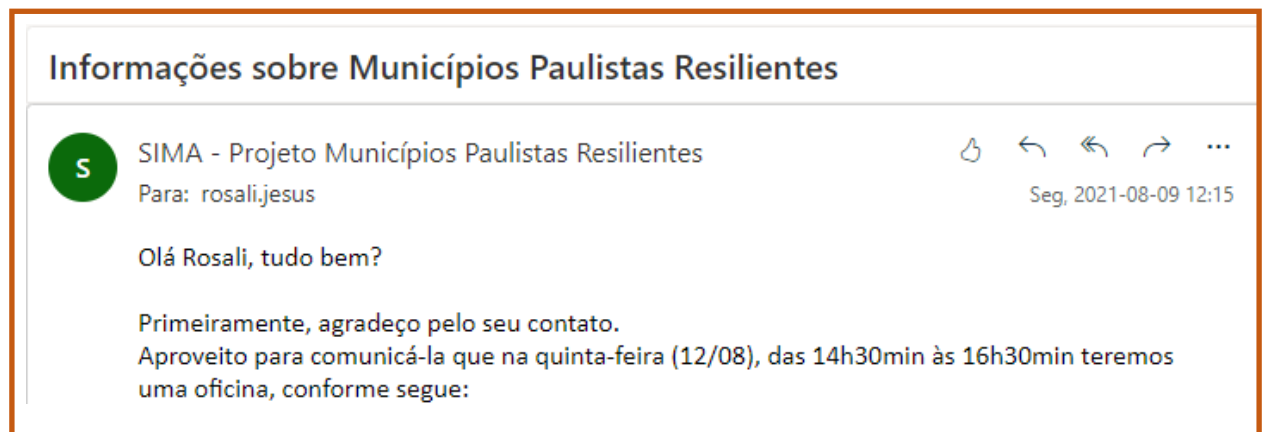 Informações sobre Municípios Paulistas Resilientes
S
SIMA - Projeto Municípios Paulistas Resilientes
Para: rosali.jesus
Seg, 2021-08-09 12:15
Olá Rosali, tudo bem?
Primeiramente, agradeço pelo seu contato.
Aproveito para comunicá-la que na quinta-feira (12/08), das 14h30min às 16h30min teremos
uma oficina, conforme segue: